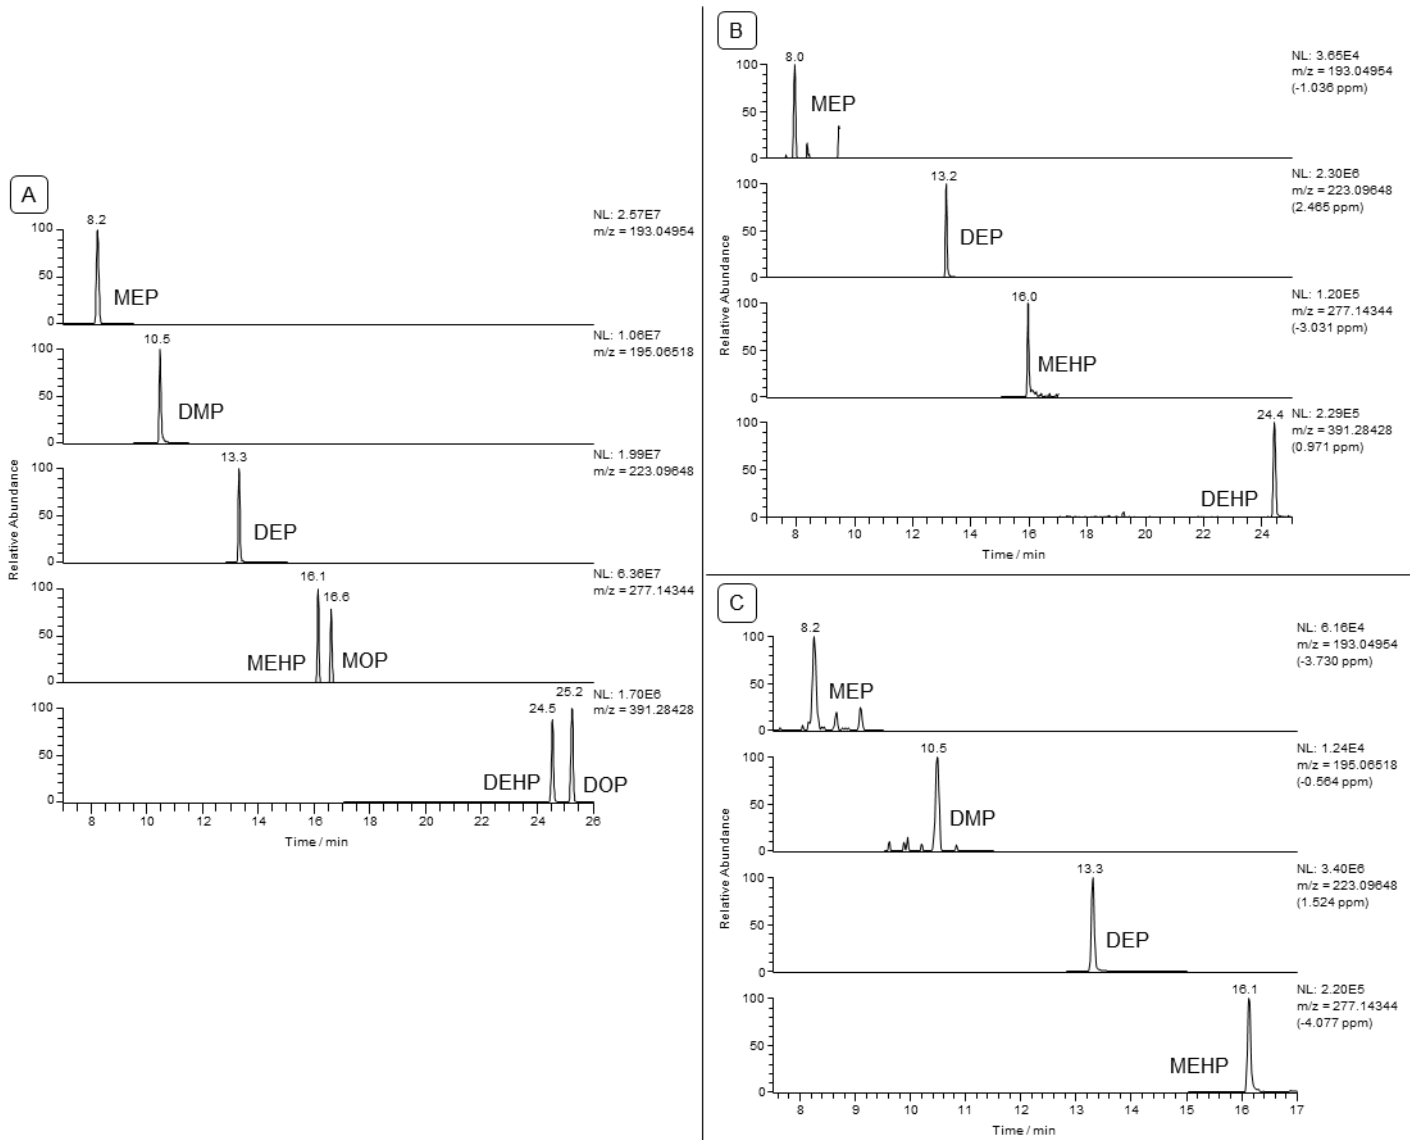 A
Relative Abundance
100
50
0
8.2
MEP
NL: 2.57E7
m/z = 193.04954
100
50
0
10.5
DMP
NL: 1.06E7
m/z = 195.06518
100
50
0
13.3
DEP
NL: 1.99E7
m/z = 223.09648
100
50
0
16.1
16.6
MEHP
MOP
NL: 6.36E7
m/z = 277.14344
100
50
0
24.5
25.2
DEHP
DOP
NL: 1.70E6
m/z = 391.28428
8 10 12 14 16 18 20 22 24 26
Time / min
B
Relative Abundance
100
50
0
8.0
MEP
NL: 3.65E4
m/z = 193.04954
(-1.036 ppm)
100
50
0
13.2
DEP
NL: 2.30E6
m/z = 223.09648
(2.465 ppm)
100
50
0
16.0
MEHP
NL: 1.20E5
m/z = 277.14344
(-3.031 ppm)
100
50
0
24.4
DEHP
NL: 2.29E5
m/z = 391.28428
(0.971 ppm)
8 10 12 14 16 18 20 22 24
Time / min
C
Relative Abundance
100
50
0
8.2
MEP
NL: 6.16E4
m/z = 193.04954
(-3.730 ppm)
100
50
0
10.5
DMP
NL: 1.24E4
m/z = 195.06518
(-0.564 ppm)
100
50
0
13.3
DEP
NL: 3.40E6
m/z = 223.09648
(1.524 ppm)
100
50
0
16.1
MEHP
NL: 2.20E5
m/z = 277.14344
(-4.077 ppm)
8 9 10 11 12 13 14 15 16 17
Time / min